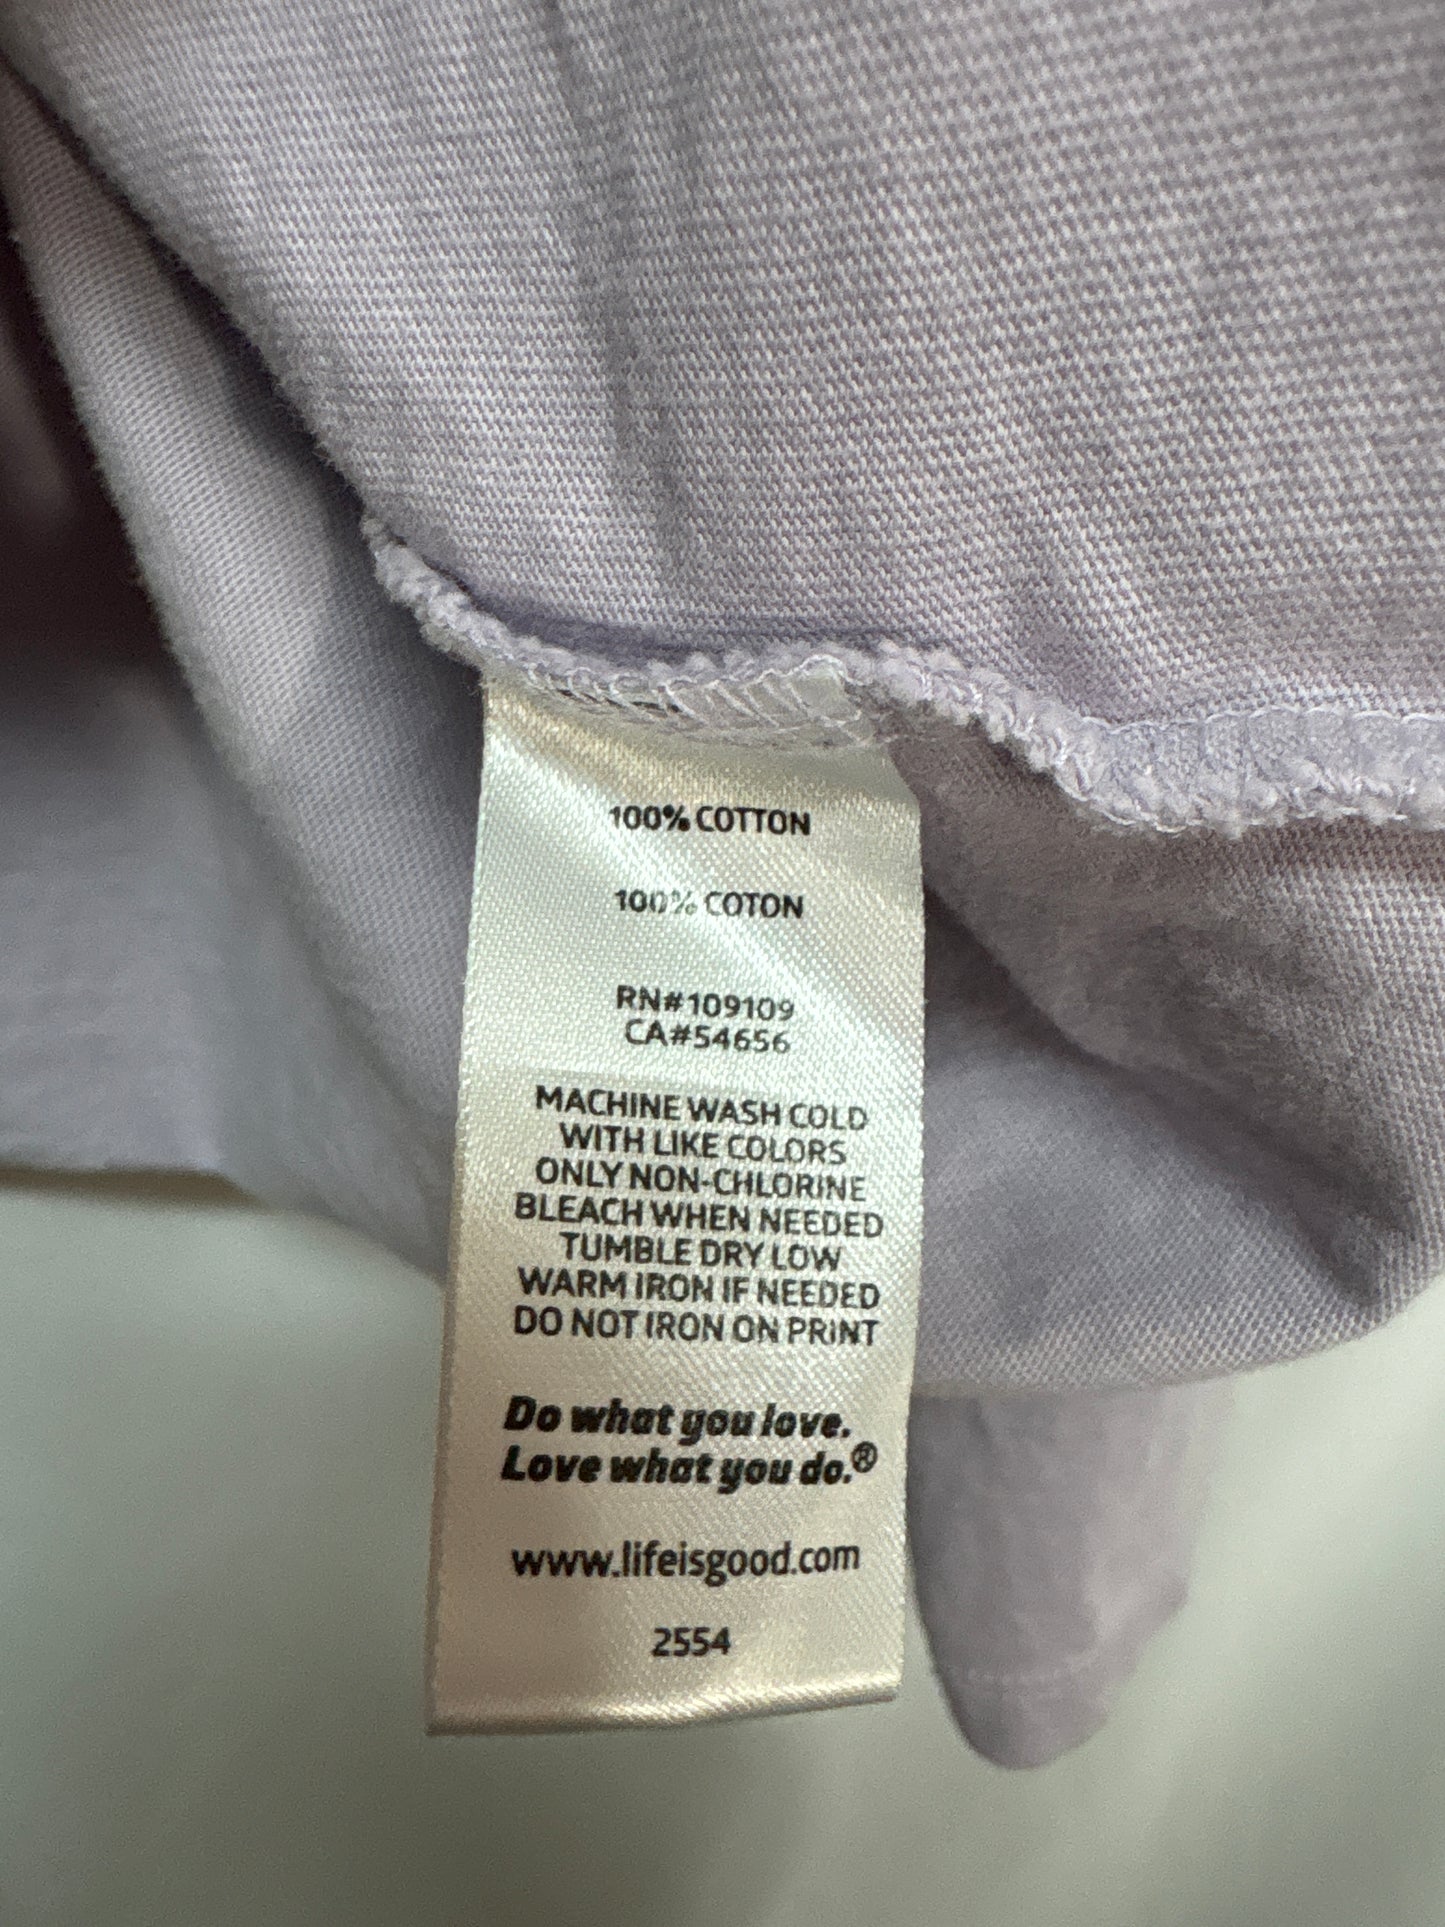 100% COTTON
100% COTON
RN#109109
CA#54656
MACHINE WASH COLD
WITH LIKE COLORS
ONLY NON-CHLORINE
BLEACH WHEN NEEDED
TUMBLE DRY LOW
WARM IRON IF NEEDED
DO NOT IRON ON PRINT
Do what you love.
Love what you do.®
www.lifeisgood.com
2554